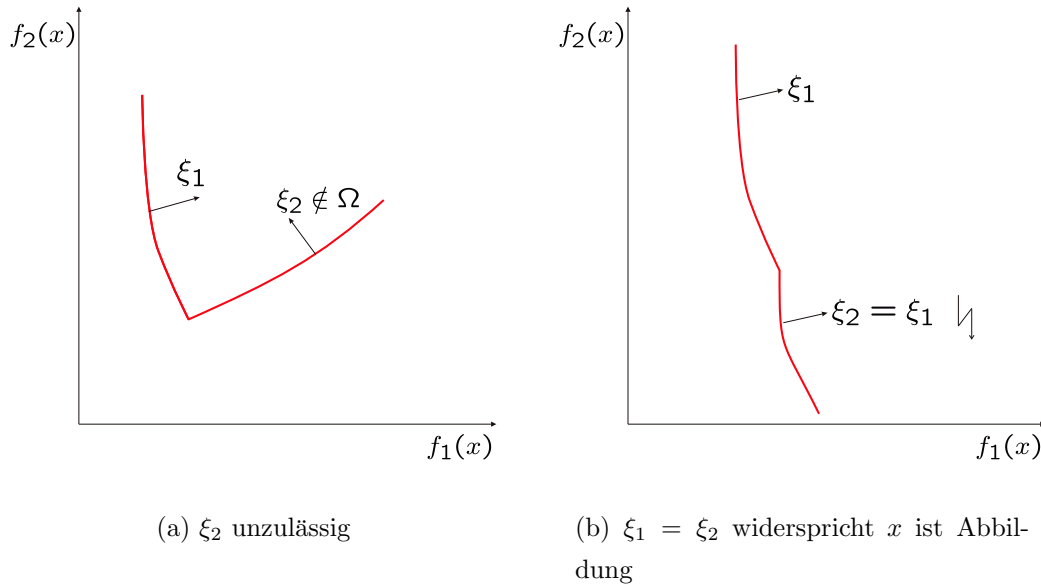 f₂(x)
ξ₁
ξ₂ ∉ Ω
f₁(x)
(a) ξ₂ unzulässig
f₂(x)
ξ₁
ξ₂ = ξ₁
f₁(x)
(b) ξ₁ = ξ₂ widerspricht x ist Abbil-
dung